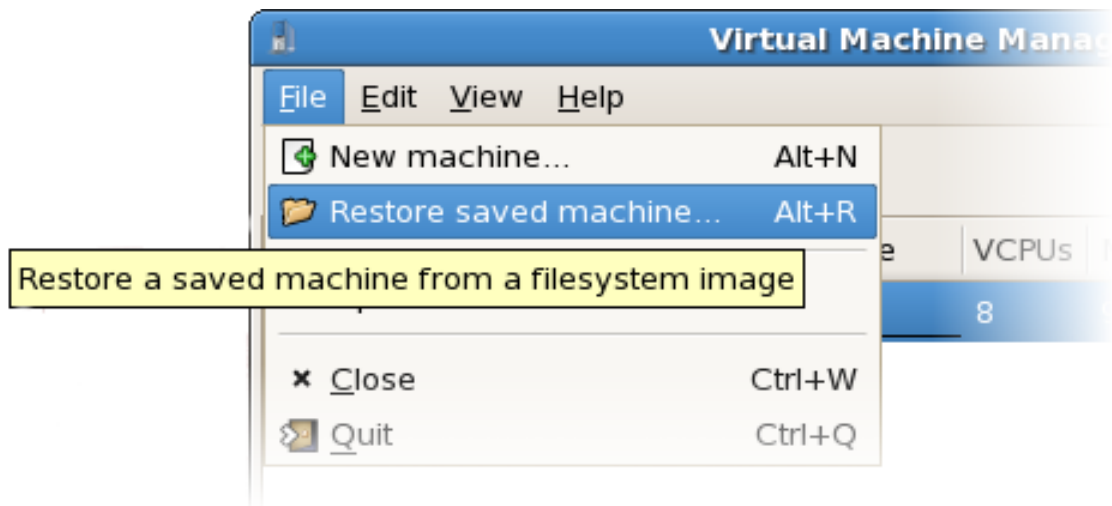 Virtual Machine
File Edit View Help
New machine... Alt+N
Restore saved machine... Alt+R
VCPUs
Restore a saved machine from a filesystem image
8
Close Ctrl+W
Quit Ctrl+Q